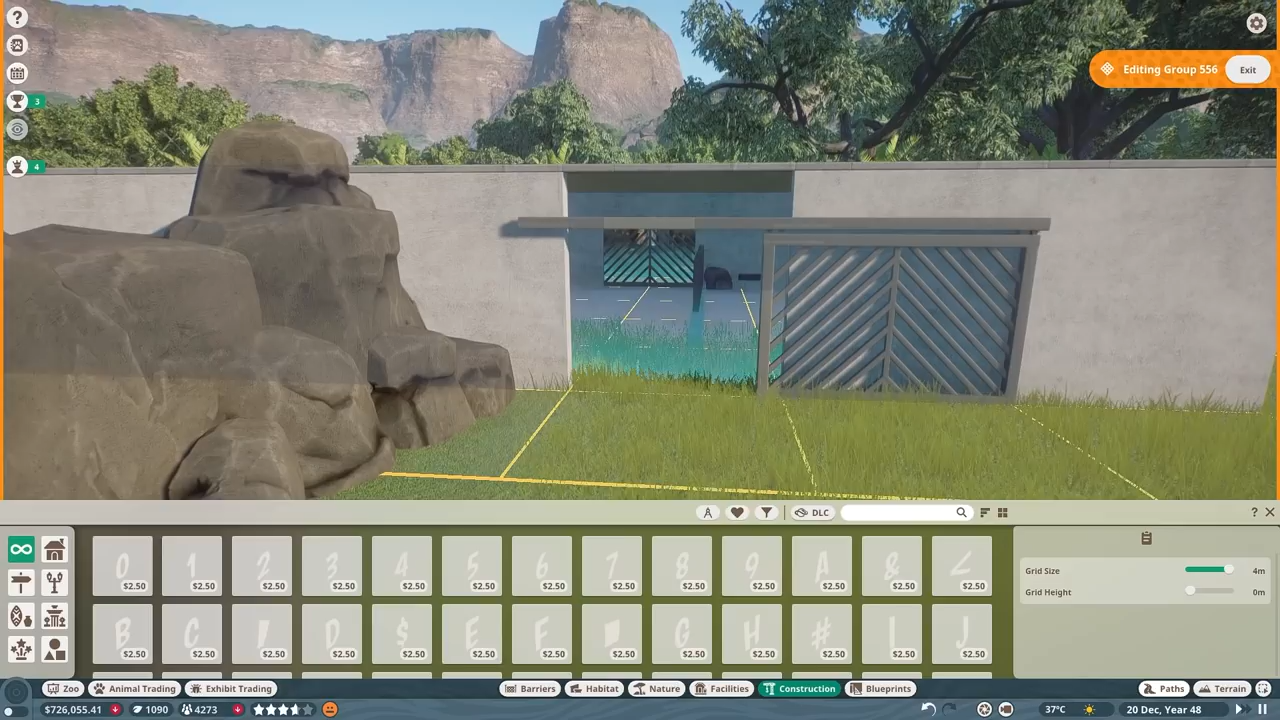 ?
3
4
Editing Group 556
Exit
DLC
?
0 1 2 3 4 5 6 7 8 9 A & <
$2.50 $2.50 $2.50 $2.50 $2.50 $2.50 $2.50 $2.50 $2.50 $2.50 $2.50 $2.50 $2.50
B C D $ E F G # L J
$2.50 $2.50 $2.50 $2.50 $2.50 $2.50 $2.50 $2.50 $2.50 $2.50 $2.50 $2.50 $2.50
Grid Size 4m
Grid Height 0m
Zoo Animal Trading Exhibit Trading Barriers Habitat Nature Facilities Construction Blueprints Paths Terrain
$726,055.41 1090 4273 37°C 20 Dec, Year 48